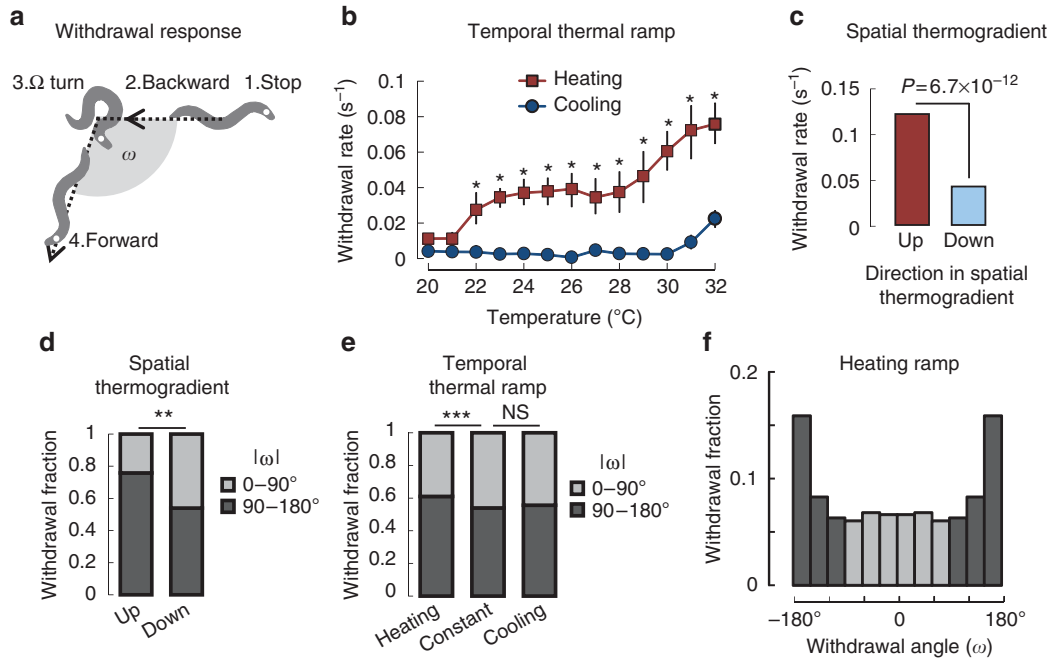 a
Withdrawal response
3.Ω turn
2.Backward
1.Stop
ω
4.Forward
b
Temporal thermal ramp
Heating
Cooling
Withdrawal rate (s⁻¹)
0.1
0.08
0.06
0.04
0.02
0
* * * * * * * * * * *
20 22 24 26 28 30 32
Temperature (°C)
c
Spatial thermogradient
P=6.7×10⁻¹²
Withdrawal rate (s⁻¹)
0.15
0.1
0.05
0
Up Down
Direction in spatial
thermogradient
d
Spatial
thermogradient
**
Withdrawal fraction
1
0.8
0.6
0.4
0.2
0
|ω|
0–90°
90–180°
Up Down
e
Temporal
thermal ramp
*** NS
Withdrawal fraction
1
0.8
0.6
0.4
0.2
0
|ω|
0–90°
90–180°
Heating Constant Cooling
f
Heating ramp
Withdrawal fraction
0.2
0.1
0
–180° 0 180°
Withdrawal angle (ω)